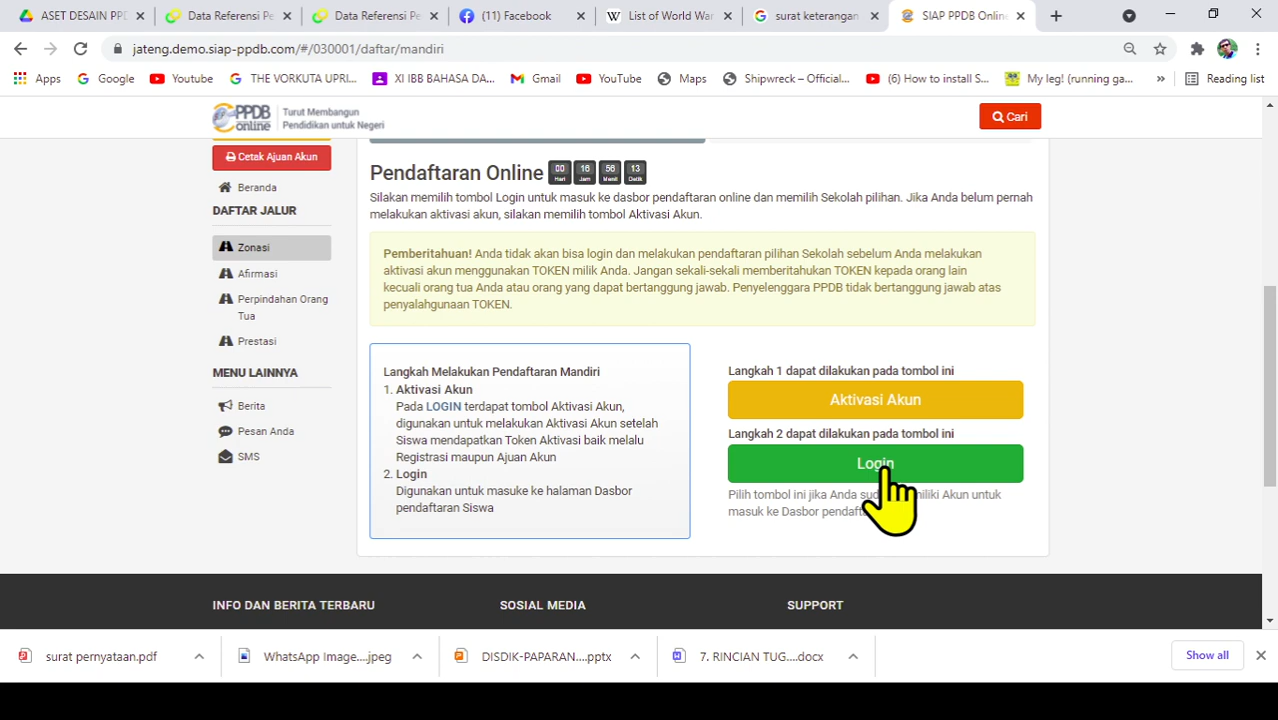 ASET DESAIN PPD
Data Referensi Pe
Data Referensi Pe
(11) Facebook
List of World War
surat keterangan
SIAP PPDB Onlin
jateng.demo.siap-ppdb.com/#/030001/daftar/mandiri
Apps
Google
Youtube
THE VORKUTA UPRI...
XI IBB BAHASA DA...
Gmail
YouTube
Maps
Shipwreck – Official...
(6) How to install S...
My leg! (running ga...
»
Reading list
PPDB online
Turut Membangun
Pendidikan untuk Negeri
Cari
Cetak Ajuan Akun
Beranda
DAFTAR JALUR
Zonasi
Afirmasi
Perpindahan Orang
Tua
Prestasi
MENU LAINNYA
Berita
Pesan Anda
SMS
Pendaftaran Online 00 Hari 16 Jam 56 Menit 13 Detik
Silakan memilih tombol Login untuk masuk ke dasbor pendaftaran online dan memilih Sekolah pilihan. Jika Anda belum pernah
melakukan aktivasi akun, silakan memilih tombol Aktivasi Akun.
Pemberitahuan! Anda tidak akan bisa login dan melakukan pendaftaran pilihan Sekolah sebelum Anda melakukan
aktivasi akun menggunakan TOKEN milik Anda. Jangan sekali-sekali memberitahukan TOKEN kepada orang lain
kecuali orang tua Anda atau orang yang dapat bertanggung jawab. Penyelenggara PPDB tidak bertanggung jawab atas
penyalahgunaan TOKEN.
Langkah Melakukan Pendaftaran Mandiri
1. Aktivasi Akun
Pada LOGIN terdapat tombol Aktivasi Akun,
digunakan untuk melakukan Aktivasi Akun setelah
Siswa mendapatkan Token Aktivasi baik melalu
Registrasi maupun Ajuan Akun
2. Login
Digunakan untuk masuke ke halaman Dasbor
pendaftaran Siswa
Langkah 1 dapat dilakukan pada tombol ini
Aktivasi Akun
Langkah 2 dapat dilakukan pada tombol ini
Login
Pilih tombol ini jika Anda miliki Akun untuk
masuk ke Dasbor
INFO DAN BERITA TERBARU
SOSIAL MEDIA
SUPPORT
surat pernyataan.pdf
WhatsApp Image....jpeg
DISDIK-PAPARAN....pptx
7. RINCIAN TUG....docx
Show all